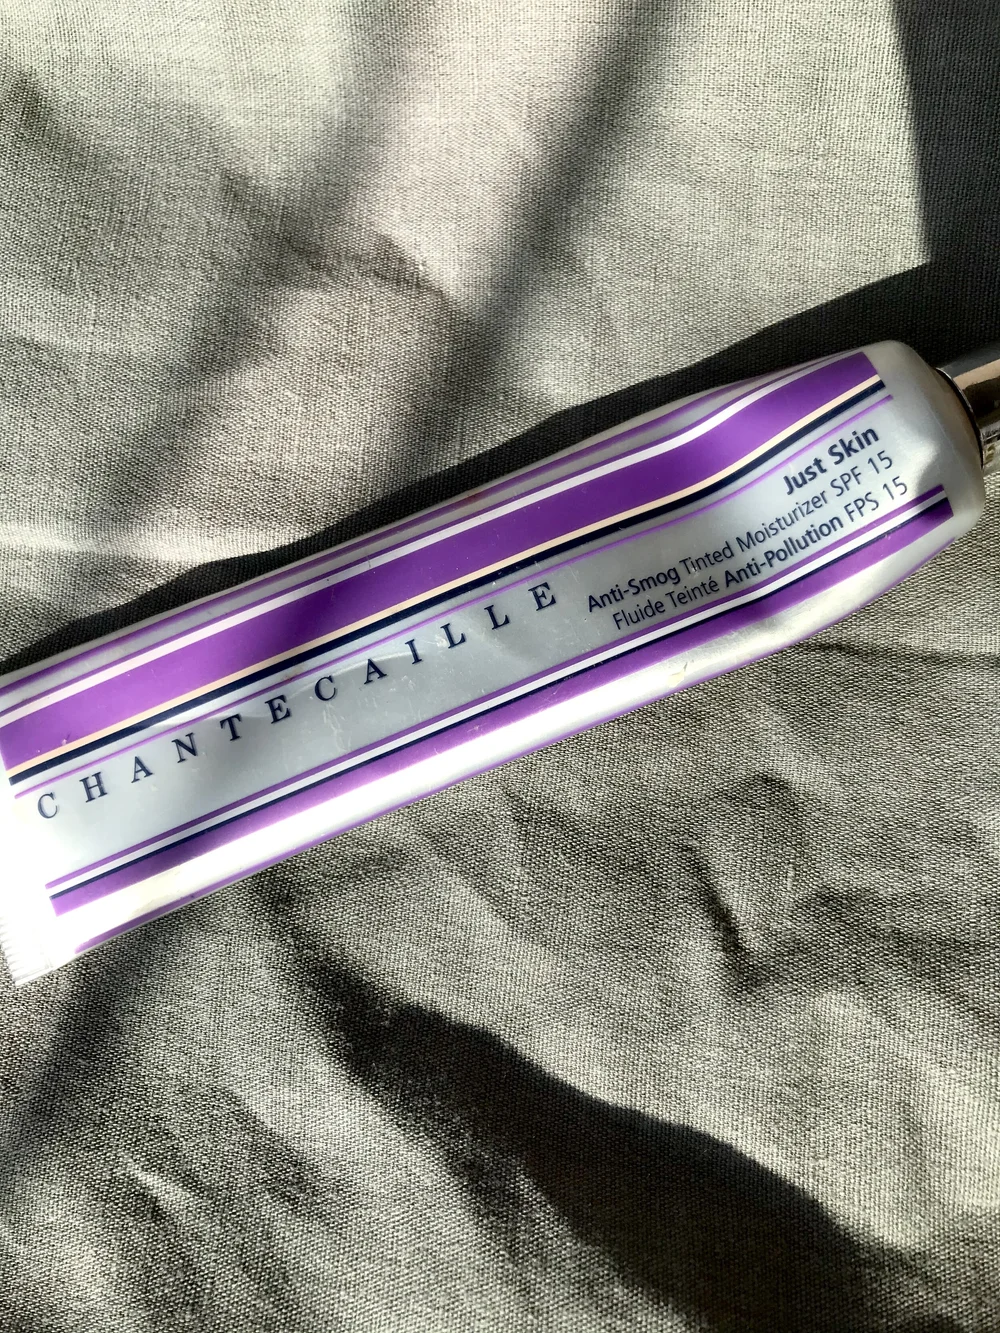 CHANTECAILLE
Just Skin
Anti-Smog Tinted Moisturizer SPF 15
Fluide Teinté Anti-Pollution FPS 15